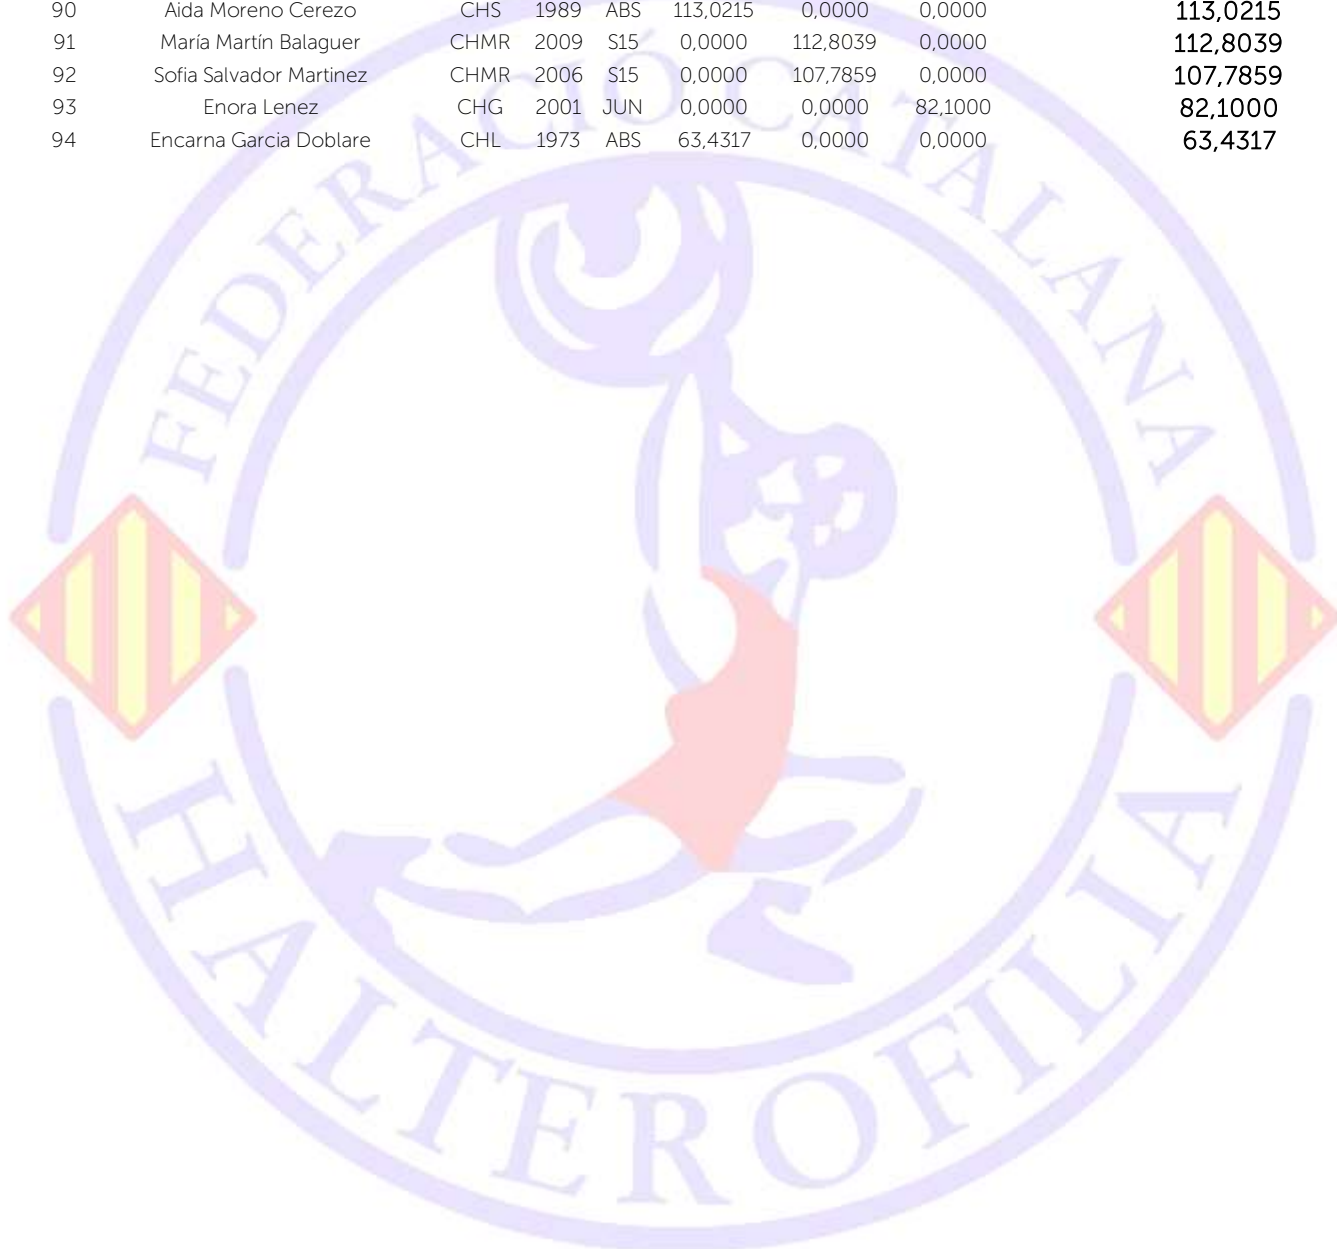 90 Aida Moreno Cerezo CHS 1989 ABS 113,0215 0,0000 0,0000 113,0215
91 María Martín Balaguer CHMR 2009 S15 0,0000 112,8039 0,0000 112,8039
92 Sofia Salvador Martinez CHMR 2006 S15 0,0000 107,7859 0,0000 107,7859
93 Enora Lenez CHG 2001 JUN 0,0000 0,0000 82,1000 82,1000
94 Encarna Garcia Doblare CHL 1973 ABS 63,4317 0,0000 0,0000 63,4317
FEDERACIÓ CATALANA
HALTEROFILIA